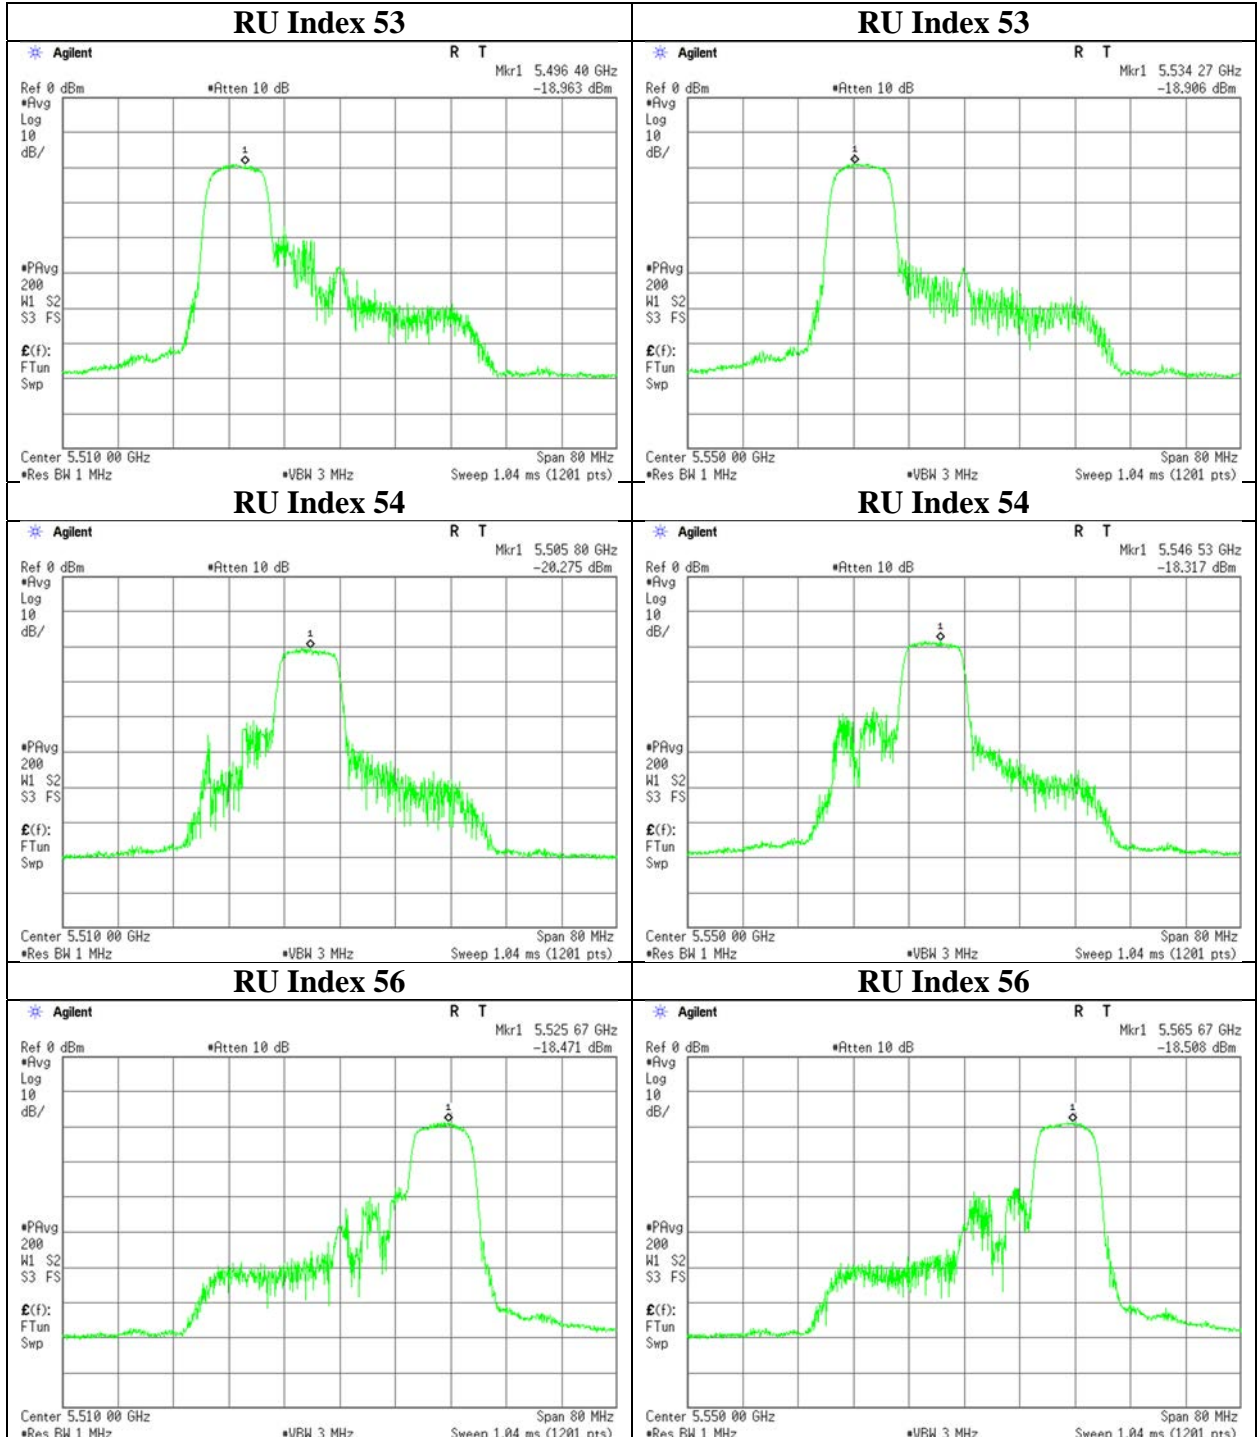 RU Index 53
Agilent
R T
Mkr1 5.496 40 GHz
Ref 0 dBm
*Atten 10 dB
-18.963 dBm
*Avg
Log
10
dB/
1
*PAvg
200
W1 S2
S3 FS
£(f):
FTun
Swp
Center 5.510 00 GHz
Span 80 MHz
*Res BW 1 MHz
*VBW 3 MHz
Sweep 1.04 ms (1201 pts)
RU Index 53
Agilent
R T
Mkr1 5.534 27 GHz
Ref 0 dBm
*Atten 10 dB
-18.906 dBm
*Avg
Log
10
dB/
1
*PAvg
200
W1 S2
S3 FS
£(f):
FTun
Swp
Center 5.550 00 GHz
Span 80 MHz
*Res BW 1 MHz
*VBW 3 MHz
Sweep 1.04 ms (1201 pts)
RU Index 54
Agilent
R T
Mkr1 5.505 80 GHz
Ref 0 dBm
*Atten 10 dB
-20.275 dBm
*Avg
Log
10
dB/
1
*PAvg
200
W1 S2
S3 FS
£(f):
FTun
Swp
Center 5.510 00 GHz
Span 80 MHz
*Res BW 1 MHz
*VBW 3 MHz
Sweep 1.04 ms (1201 pts)
RU Index 54
Agilent
R T
Mkr1 5.546 53 GHz
Ref 0 dBm
*Atten 10 dB
-18.317 dBm
*Avg
Log
10
dB/
1
*PAvg
200
W1 S2
S3 FS
£(f):
FTun
Swp
Center 5.550 00 GHz
Span 80 MHz
*Res BW 1 MHz
*VBW 3 MHz
Sweep 1.04 ms (1201 pts)
RU Index 56
Agilent
R T
Mkr1 5.525 67 GHz
Ref 0 dBm
*Atten 10 dB
-18.471 dBm
*Avg
Log
10
dB/
1
*PAvg
200
W1 S2
S3 FS
£(f):
FTun
Swp
Center 5.510 00 GHz
Span 80 MHz
*Res BW 1 MHz
*VBW 3 MHz
Sweep 1.04 ms (1201 pts)
RU Index 56
Agilent
R T
Mkr1 5.565 67 GHz
Ref 0 dBm
*Atten 10 dB
-18.508 dBm
*Avg
Log
10
dB/
1
*PAvg
200
W1 S2
S3 FS
£(f):
FTun
Swp
Center 5.550 00 GHz
Span 80 MHz
*Res BW 1 MHz
*VBW 3 MHz
Sweep 1.04 ms (1201 pts)